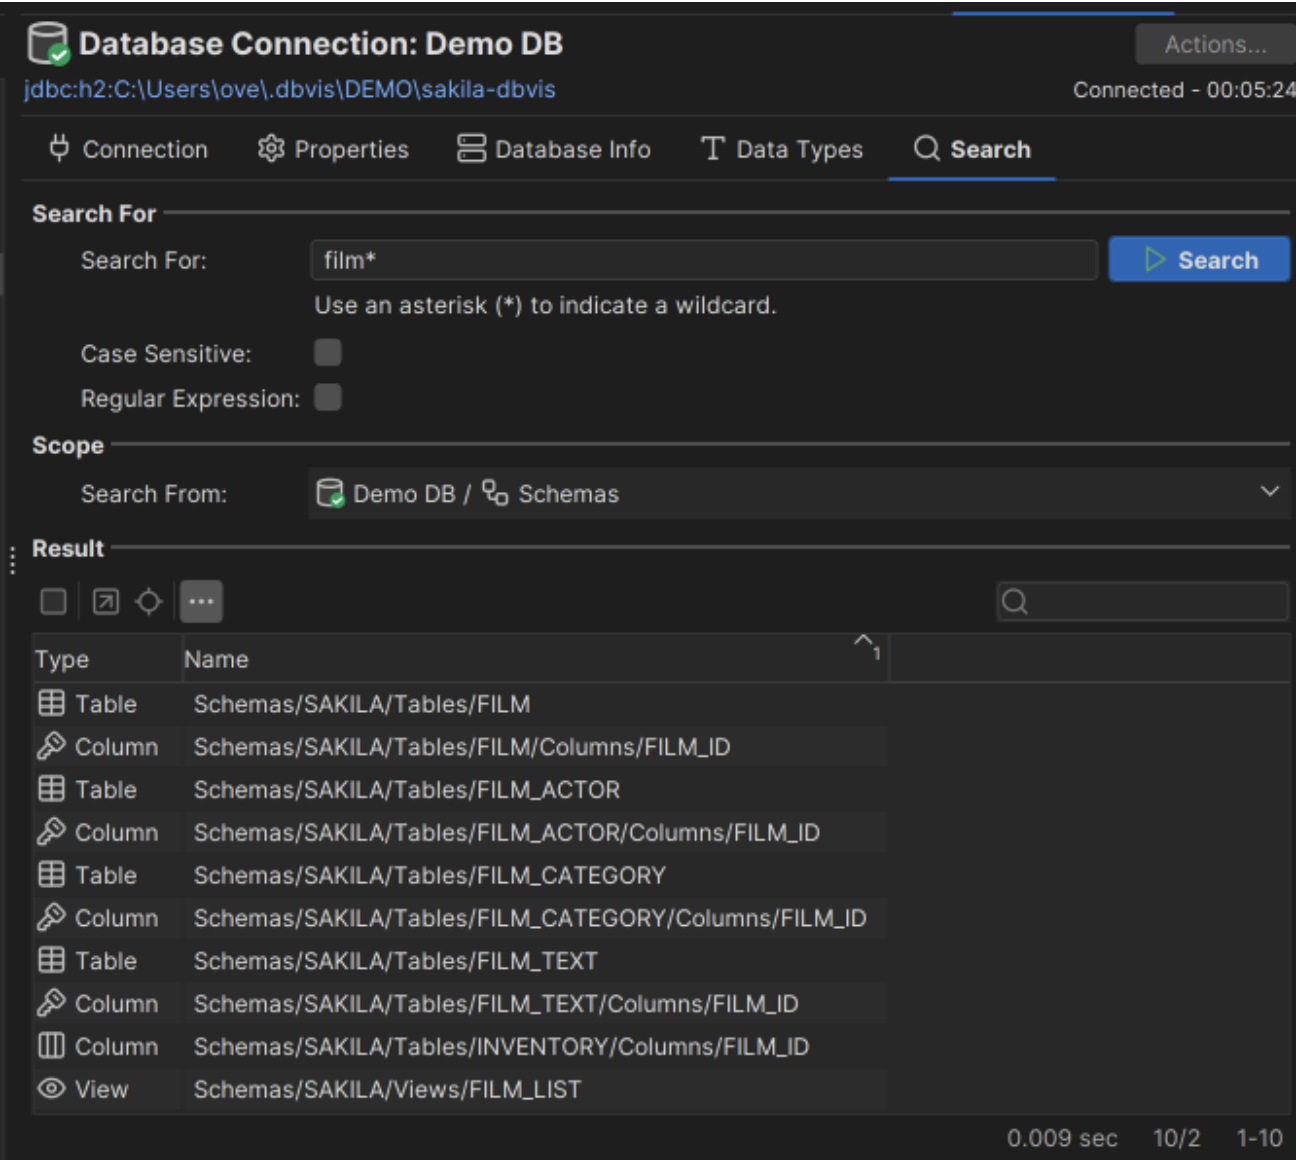 Database Connection: Demo DB
Actions...
jdbc:h2:C:\Users\ove\.dbvis\DEMO\sakila-dbvis
Connected - 00:05:24
Connection Properties Database Info Data Types Search
Search For
Search For: film* Search
Use an asterisk (*) to indicate a wildcard.
Case Sensitive:
Regular Expression:
Scope
Search From: Demo DB / Schemas
Result
Type Name 1
Table Schemas/SAKILA/Tables/FILM
Column Schemas/SAKILA/Tables/FILM/Columns/FILM_ID
Table Schemas/SAKILA/Tables/FILM_ACTOR
Column Schemas/SAKILA/Tables/FILM_ACTOR/Columns/FILM_ID
Table Schemas/SAKILA/Tables/FILM_CATEGORY
Column Schemas/SAKILA/Tables/FILM_CATEGORY/Columns/FILM_ID
Table Schemas/SAKILA/Tables/FILM_TEXT
Column Schemas/SAKILA/Tables/FILM_TEXT/Columns/FILM_ID
Column Schemas/SAKILA/Tables/INVENTORY/Columns/FILM_ID
View Schemas/SAKILA/Views/FILM_LIST
0.009 sec 10/2 1-10